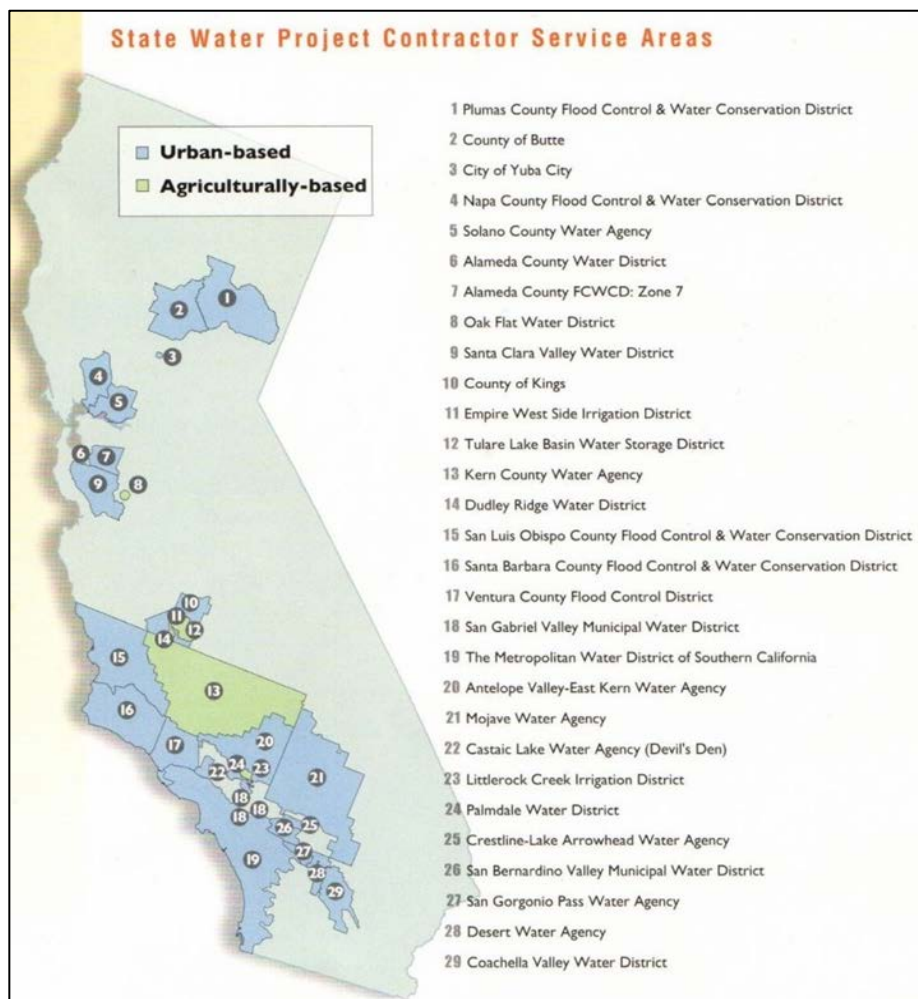 State Water Project Contractor Service Areas
Urban-based
Agriculturally-based
1 Plumas County Flood Control & Water Conservation District
2 County of Butte
3 City of Yuba City
4 Napa County Flood Control & Water Conservation District
5 Solano County Water Agency
6 Alameda County Water District
7 Alameda County FCWCD: Zone 7
8 Oak Flat Water District
9 Santa Clara Valley Water District
10 County of Kings
11 Empire West Side Irrigation District
12 Tulare Lake Basin Water Storage District
13 Kern County Water Agency
14 Dudley Ridge Water District
15 San Luis Obispo County Flood Control & Water Conservation District
16 Santa Barbara County Flood Control & Water Conservation District
17 Ventura County Flood Control District
18 San Gabriel Valley Municipal Water District
19 The Metropolitan Water District of Southern California
20 Antelope Valley-East Kern Water Agency
21 Mojave Water Agency
22 Castaic Lake Water Agency (Devil's Den)
23 Littlerock Creek Irrigation District
24 Palmdale Water District
25 Crestline-Lake Arrowhead Water Agency
26 San Bernardino Valley Municipal Water District
27 San Gorgonio Pass Water Agency
28 Desert Water Agency
29 Coachella Valley Water District
1
2
3
4
5
6
7
8
9
10
11
12
14
15
13
16
17
20
22
24
23
21
18
18
18
26
25
19
27
28
29